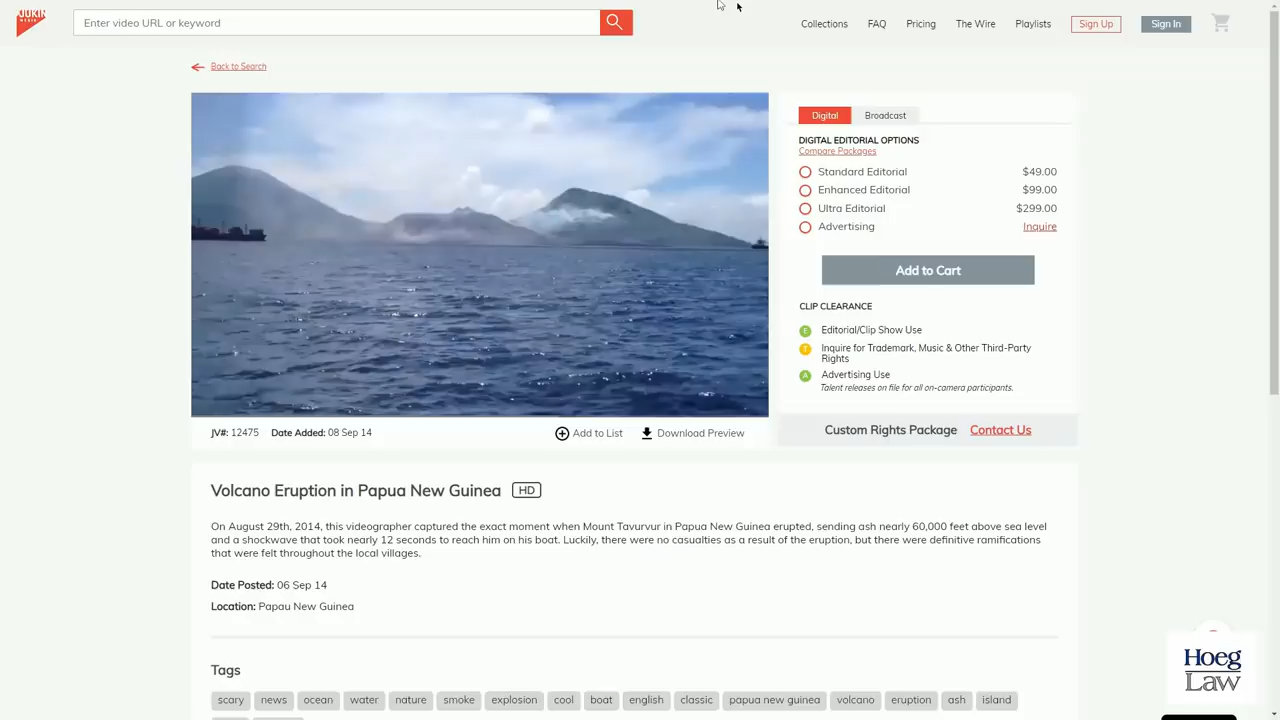 JUKIN
MEDIA
Enter video URL or keyword
Collections
FAQ
Pricing
The Wire
Playlists
Sign Up
Sign In
Back to Search
Digital
Broadcast
DIGITAL EDITORIAL OPTIONS
Compare Packages
Standard Editorial $49.00
Enhanced Editorial $99.00
Ultra Editorial $299.00
Advertising Inquire
Add to Cart
CLIP CLEARANCE
E Editorial/Clip Show Use
T Inquire for Trademark, Music & Other Third-Party
Rights
A Advertising Use
Talent releases on file for all on-camera participants.
Custom Rights Package Contact Us
JV#: 12475 Date Added: 08 Sep 14
Add to List
Download Preview
Volcano Eruption in Papua New Guinea HD
On August 29th, 2014, this videographer captured the exact moment when Mount Tavurvur in Papua New Guinea erupted, sending ash nearly 60,000 feet above sea level
and a shockwave that took nearly 12 seconds to reach him on his boat. Luckily, there were no casualties as a result of the eruption, but there were definitive ramifications
that were felt throughout the local villages.
Date Posted: 06 Sep 14
Location: Papau New Guinea
Tags
scary news ocean water nature smoke explosion cool boat english classic papua new guinea volcano eruption ash island
Hoeg
Law